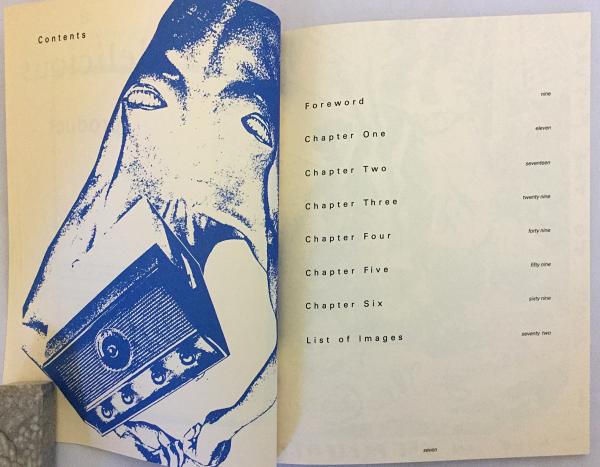 Contents
Foreword nine
Chapter One eleven
Chapter Two seventeen
Chapter Three twenty nine
Chapter Four forty nine
Chapter Five fifty nine
Chapter Six sixty nine
List of Images seventy two
seven